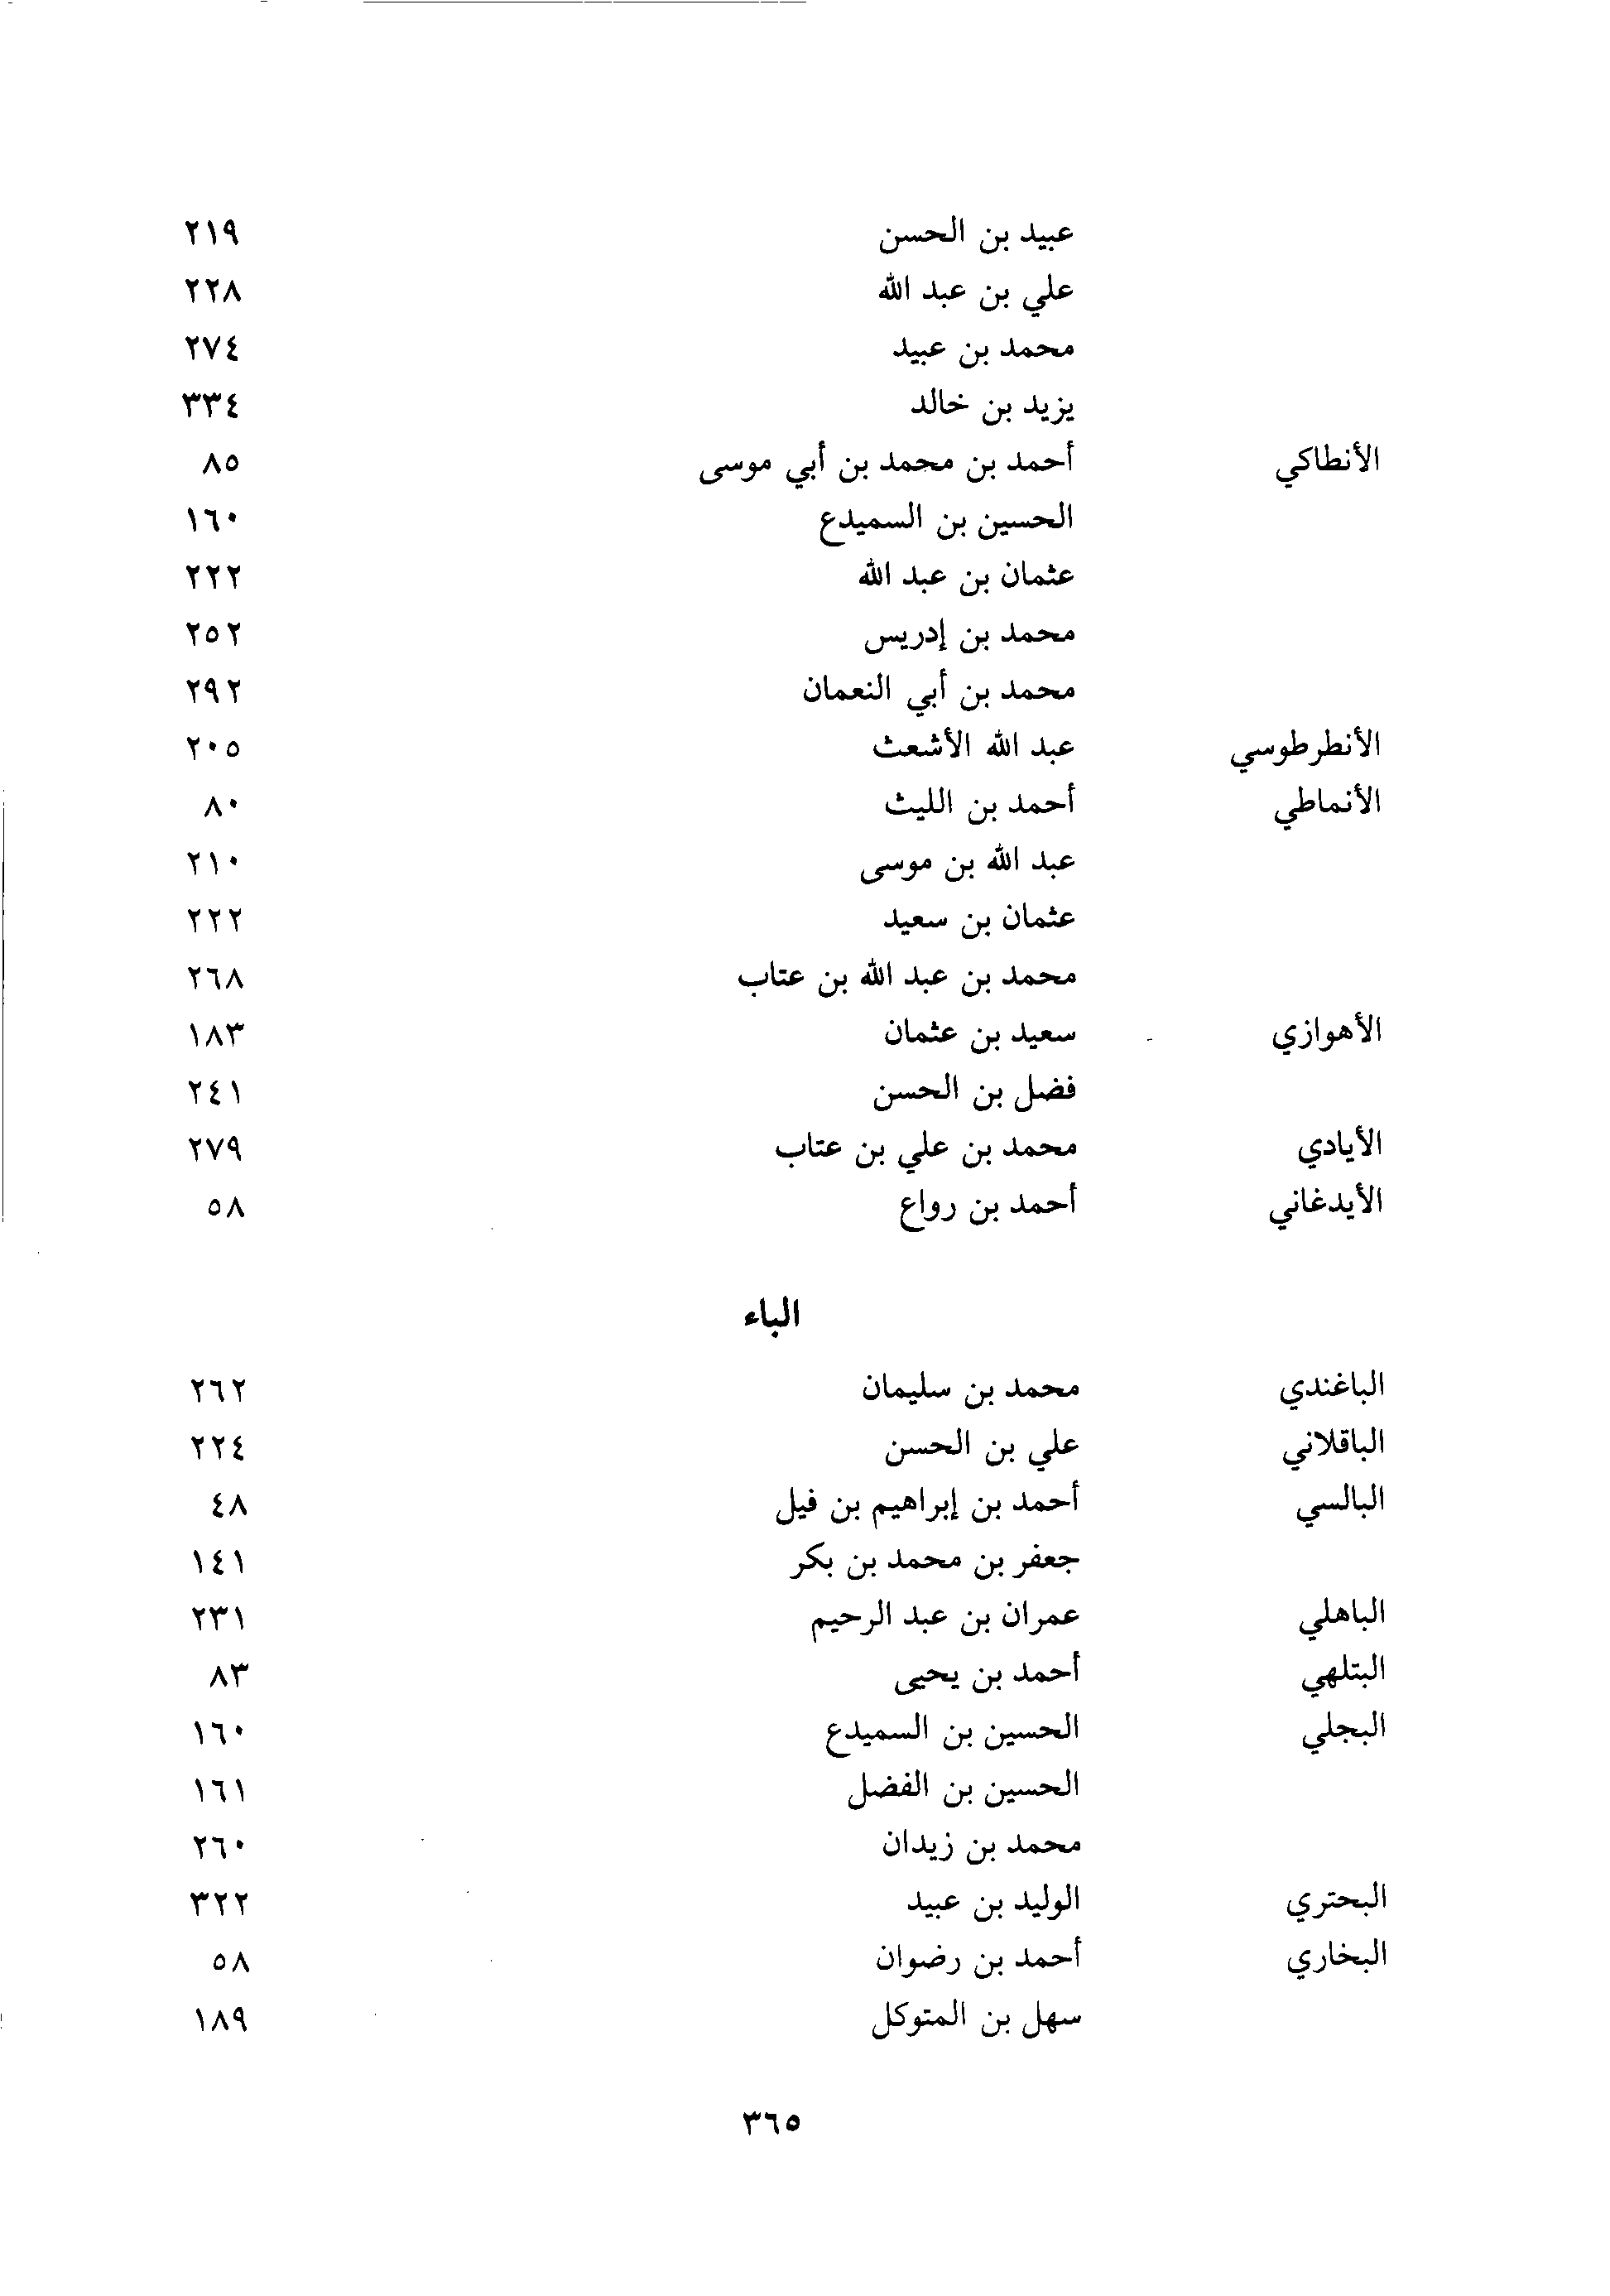 عبيد بن الحسن ٢١٩
علي بن عبد الله ٢٢٨
محمد بن عبيد ٢٧٤
يزيد بن خالد ٣٣٤
الأنطاكي أحمد بن محمد بن أبي موسى ٨٥
الحسين بن السميدع ١٦٠
عثمان بن عبد الله ٢٢٢
محمد بن إدريس ٢٥٢
محمد بن أبي النعمان ٢٩٢
الأنطرطوسي عبد الله الأشعث ٢٠٥
الأنماطي أحمد بن الليث ٨٠
عبد الله بن موسى ٢١٠
عثمان بن سعيد ٢٢٢
محمد بن عبد الله بن عتاب ٢٦٨
الأهوازي سعيد بن عثمان ١٨٣
فضل بن الحسن ٢٤١
الأيادي محمد بن علي بن عتاب ٢٧٩
الأيدغاني أحمد بن رواع ٥٨
الباء
الباغندي محمد بن سليمان ٢٦٢
الباقلاني علي بن الحسن ٢٢٤
البالسي أحمد بن إبراهيم بن فيل ٤٨
جعفر بن محمد بن بكر ١٤١
الباهلي عمران بن عبد الرحيم ٢٣١
البتلهي أحمد بن يحيى ٨٣
البجلي الحسين بن السميدع ١٦٠
الحسين بن الفضل ١٦١
محمد بن زيدان ٢٦٠
البحتري الوليد بن عبيد ٣٢٢
البخاري أحمد بن رضوان ٥٨
سهل بن المتوكل ١٨٩
٣٦٥